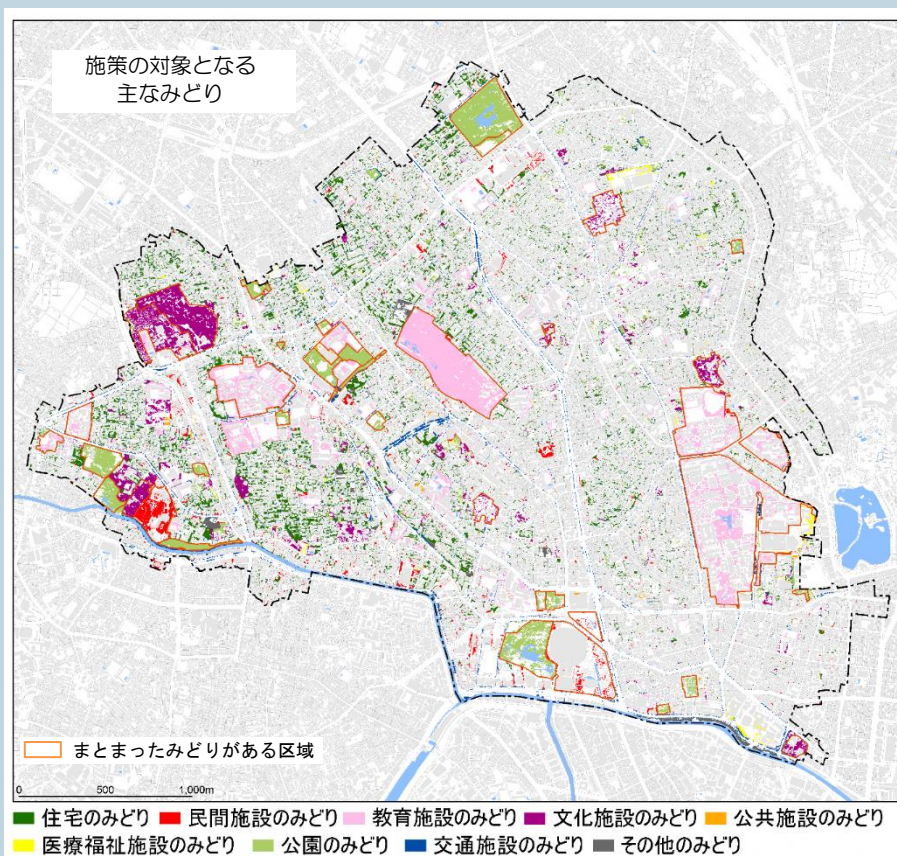 施策の対象となる
主なみどり
まとまったみどりがある区域
0 500 1,000m
住宅のみどり 民間施設のみどり 教育施設のみどり 文化施設のみどり 公共施設のみどり
医療福祉施設のみどり 公園のみどり 交通施設のみどり その他のみどり